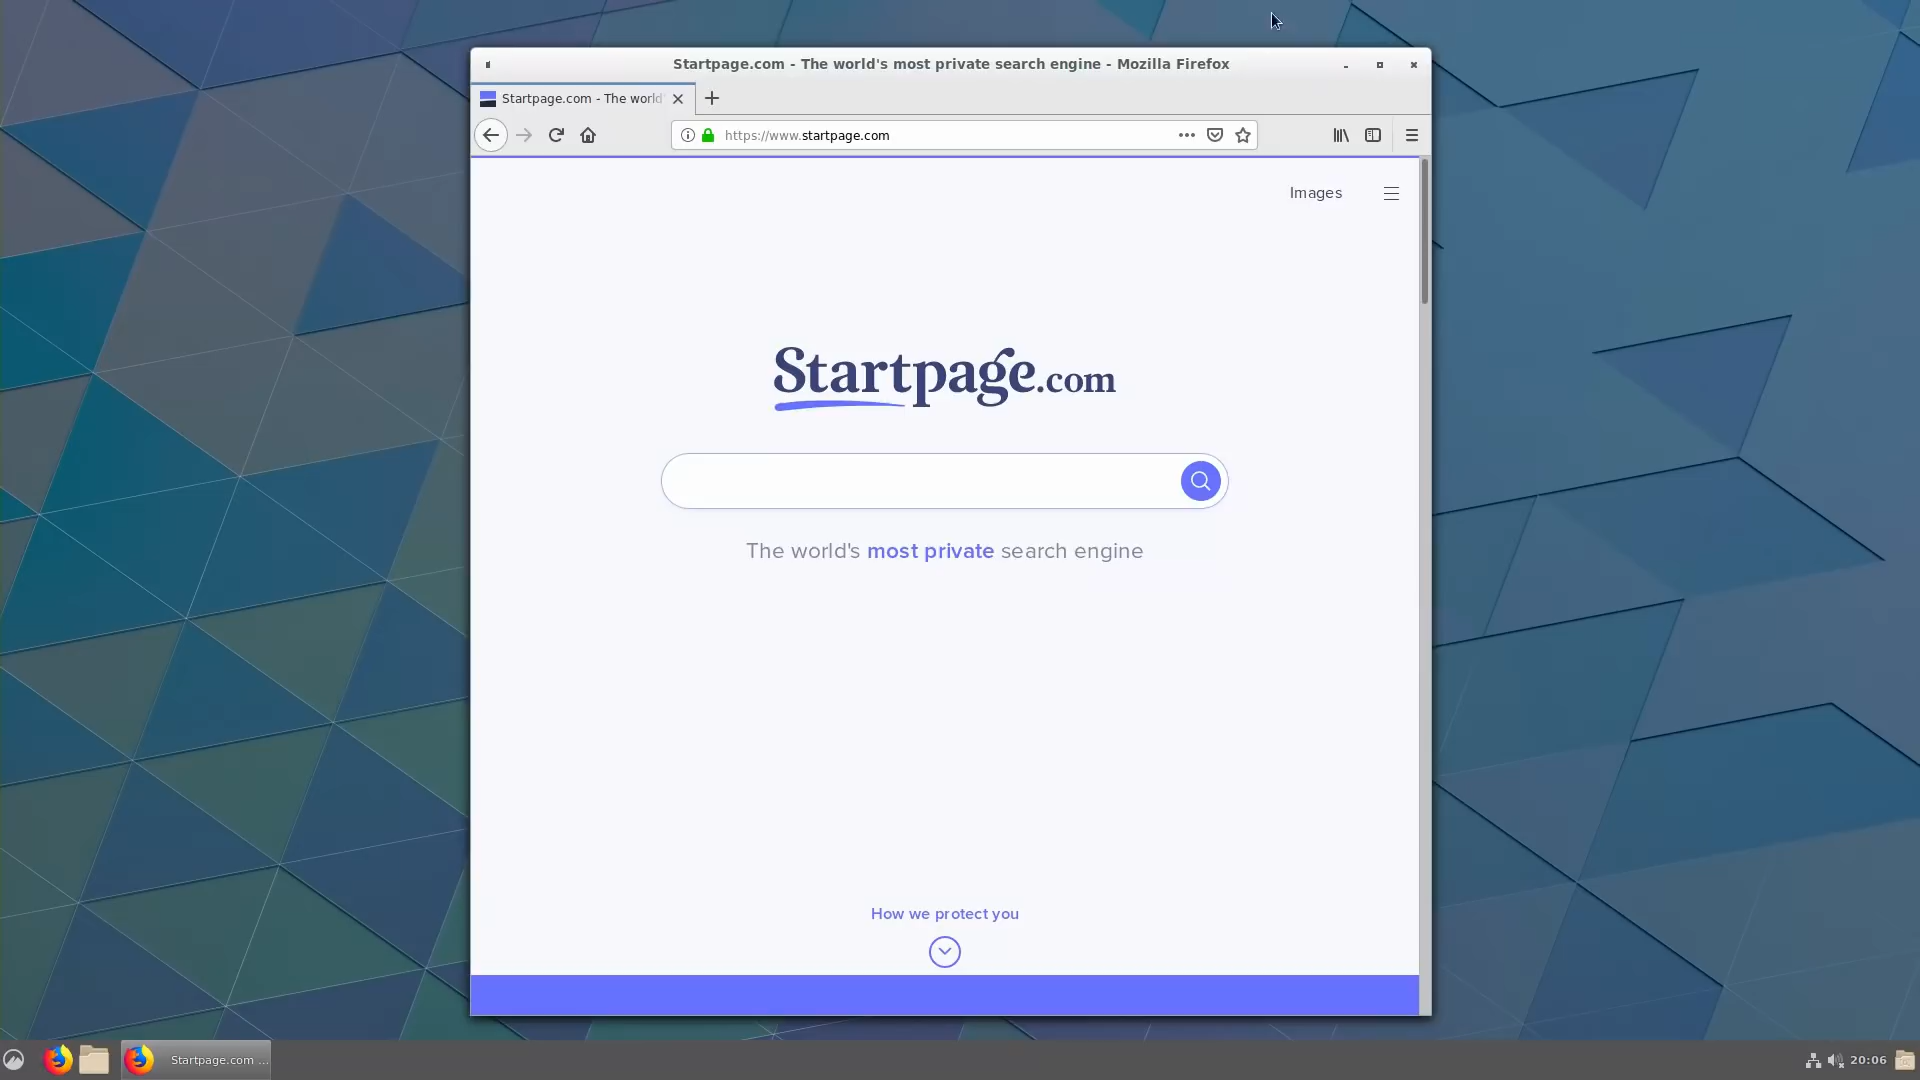 Startpage.com - The world's most private search engine - Mozilla Firefox
Startpage.com - The world'
https://www.startpage.com
Images
Startpage.com
The world's most private search engine
How we protect you
Startpage.com ...
20:06